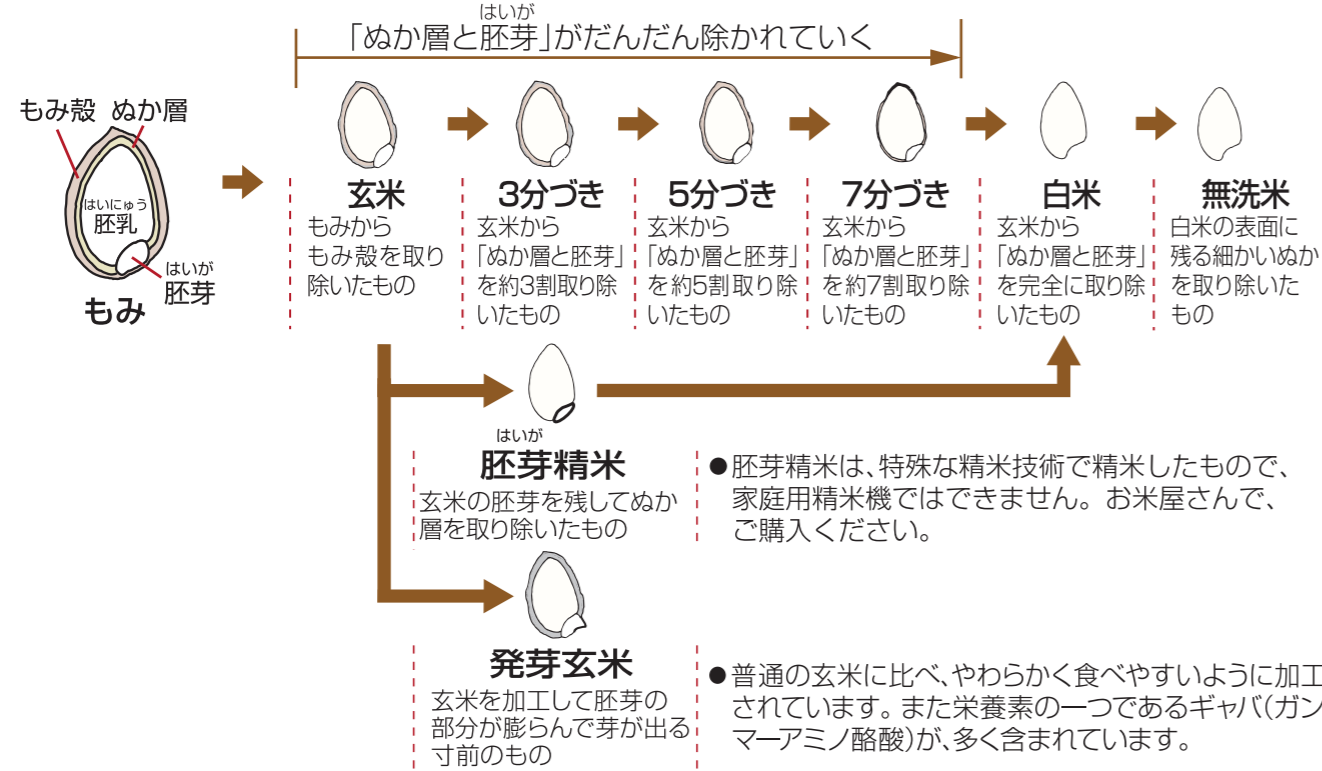 はいが
「ぬか層と胚芽」がだんだん除かれていく
もみ殻 ぬか層
はいにゅう
胚乳
はいが
胚芽
もみ
玄米
もみから
もみ殻を取り
除いたもの
3分づき
玄米から
「ぬか層と胚芽」
を約3割取り除
いたもの
5分づき
玄米から
「ぬか層と胚芽」
を約5割取り除
いたもの
7分づき
玄米から
「ぬか層と胚芽」
を約7割取り除
いたもの
白米
玄米から
「ぬか層と胚芽」
を完全に取り除
いたもの
無洗米
白米の表面に
残る細かいぬか
を取り除いた
もの
はいが
胚芽精米
玄米の胚芽を残してぬか
層を取り除いたもの
●胚芽精米は、特殊な精米技術で精米したもので、
家庭用精米機ではできません。お米屋さんで、
ご購入ください。
発芽玄米
玄米を加工して胚芽の
部分が膨らんで芽が出る
寸前のもの
●普通の玄米に比べ、やわらかく食べやすいように加工
されています。また栄養素の一つであるギャバ(ガン
マーアミノ酪酸)が、多く含まれています。